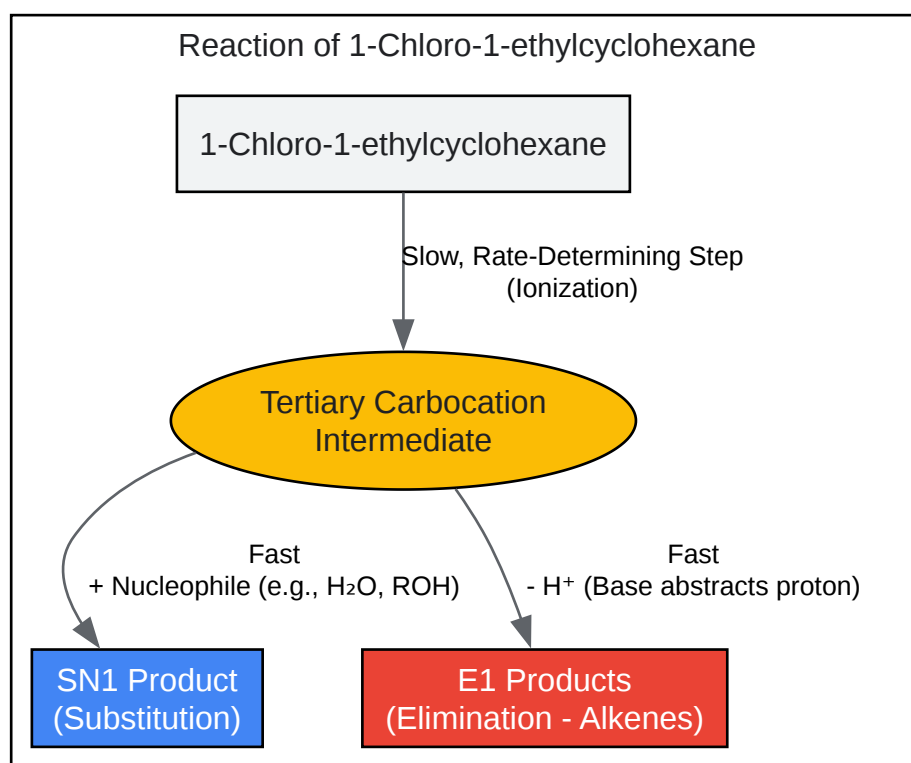 Reaction of 1-Chloro-1-ethylcyclohexane
1-Chloro-1-ethylcyclohexane
Slow, Rate-Determining Step
(Ionization)
Tertiary Carbocation
Intermediate
Fast
+ Nucleophile (e.g., H₂O, ROH)
Fast
- H⁺ (Base abstracts proton)
SN1 Product
(Substitution)
E1 Products
(Elimination - Alkenes)